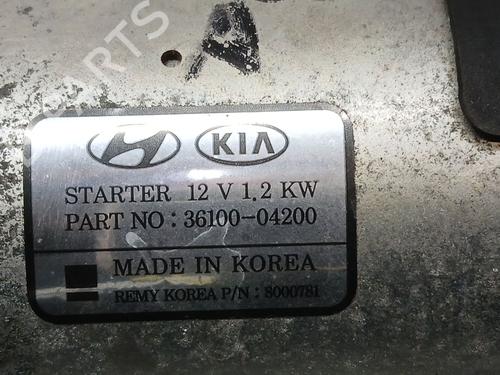 A
KIA
STARTER 12 V 1.2 KW
PART NO : 36100-04200
MADE IN KOREA
REMY KOREA P/N : 8000781